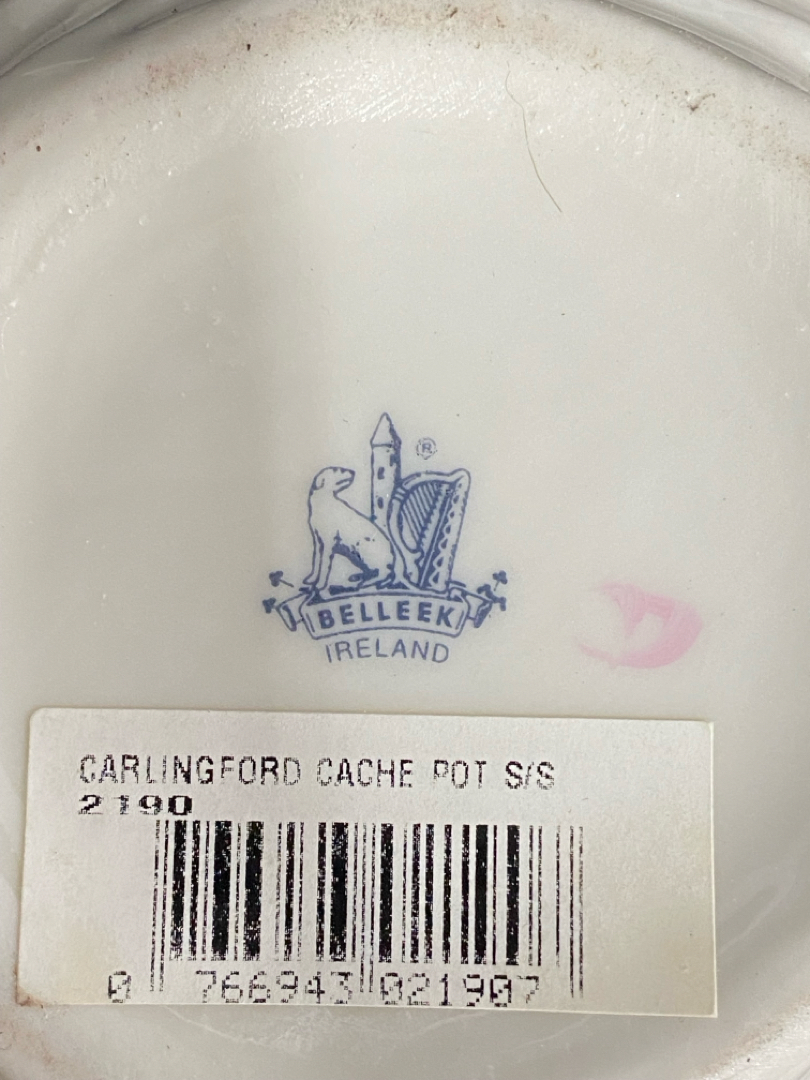 ®
BELLEEK
IRELAND
CARLINGFORD CACHE POT S/S
2190
0 766943 021907